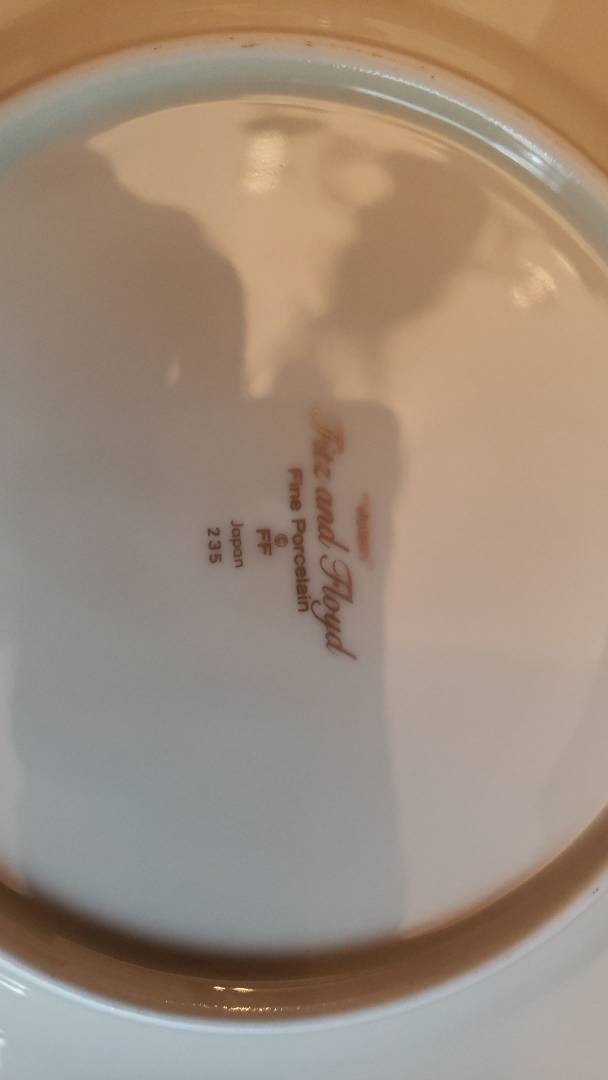 Fitz and Floyd
Fine Porcelain
©
FF
Japan
235